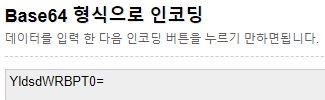 Base64 형식으로 인코딩
데이터를 입력 한 다음 인코딩 버튼을 누르기 만하면됩니다.
YldsdWRBPT0=